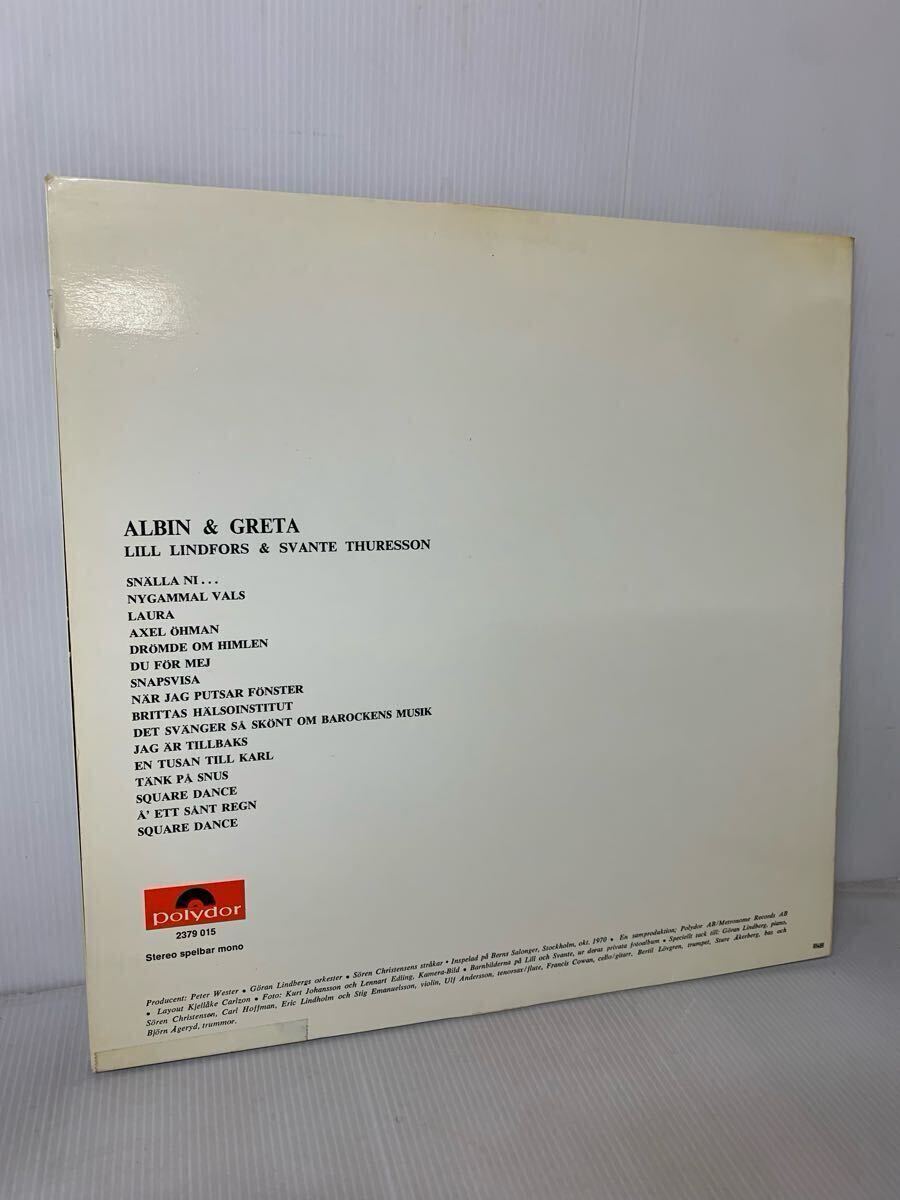 ALBIN & GRETA
LILL LINDFORS & SVANTE THURESSON
SNÄLLA NI...
NYGAMMAL VALS
LAURA
AXEL ÖHMAN
DRÖMDE OM HIMLEN
DU FÖR MEJ
SNAPSVISA
NÄR JAG PUTSAR FÖNSTER
BRITTAS HÄLSOINSTITUT
DET SVÄNGER SÅ SKÖNT OM BAROCKENS MUSIK
JAG ÄR TILLBAKS
EN TUSAN TILL KARL
TÄNK PÅ SNUS
SQUARE DANCE
Å' ETT SÅNT REGN
SQUARE DANCE
polydor
2379 015
Stereo spelbar mono
Producent: Peter Wester • Göran Lindbergs orkester • Sören Christensens stråkar • Inspelad på Berns Salonger, Stockholm, okt. 1970 • En samproduktion; Polydor AB/Metronome Records AB
• Layout Kjellåke Carlzon • Foto: Kurt Johansson och Lennart Edling, Kamera-Bild • Barnbilderna på Lill och Svante, ur deras privata fotoalbum • Speciellt tack till: Göran Lindberg, piano,
Sören Christensen, Carl Hoffman, Eric Lindholm och Stig Emanuelsson, violin, Ulf Andersson, tenorsax/flute, Francis Cowan, cello/gitarr, Bertil Lövgren, trumpet, Sture Åkerberg, bas och
Björn Ågeryd, trummor.